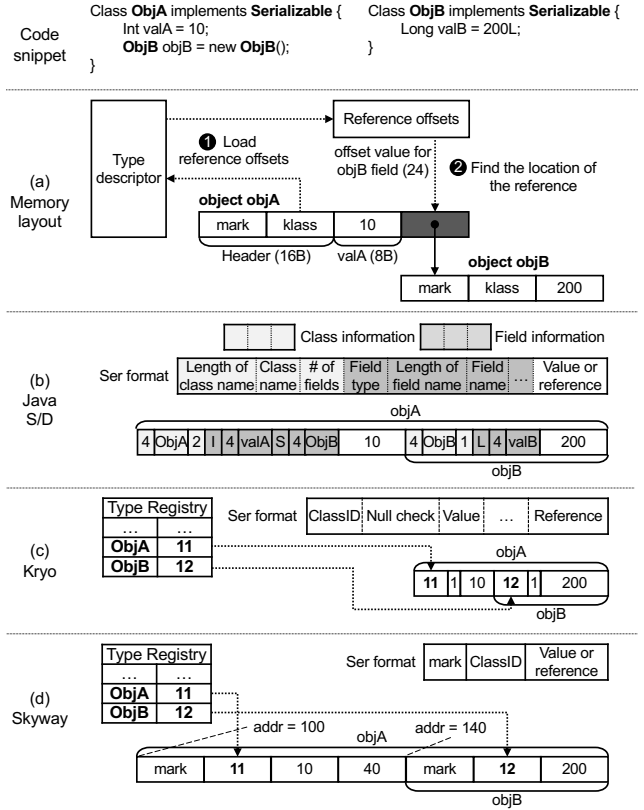 Code
snippet
Class ObjA implements Serializable {
Int valA = 10;
ObjB objB = new ObjB();
}
Class ObjB implements Serializable {
Long valB = 200L;
}
(a)
Memory
layout
Type
descriptor
1 Load
reference offsets
Reference offsets
offset value for
objB field (24)
2 Find the location of
the reference
object objA
mark klass 10
Header (16B) valA (8B)
object objB
mark klass 200
(b)
Java
S/D
Class information Field information
Ser format
Length of
class name
Class
name
# of
fields
Field
type
Length of
field name
Field
name
...
Value or
reference
objA
4 ObjA 2 I 4 valA S 4 ObjB 10 4 ObjB 1 L 4 valB 200
objB
(c)
Kryo
Type Registry
... ...
ObjA 11
ObjB 12
Ser format ClassID Null check Value ... Reference
objA
11 1 10 12 1 200
objB
(d)
Skyway
Type Registry
... ...
ObjA 11
ObjB 12
Ser format mark ClassID
Value or
reference
addr = 100 objA addr = 140
mark 11 10 40 mark 12 200
objB